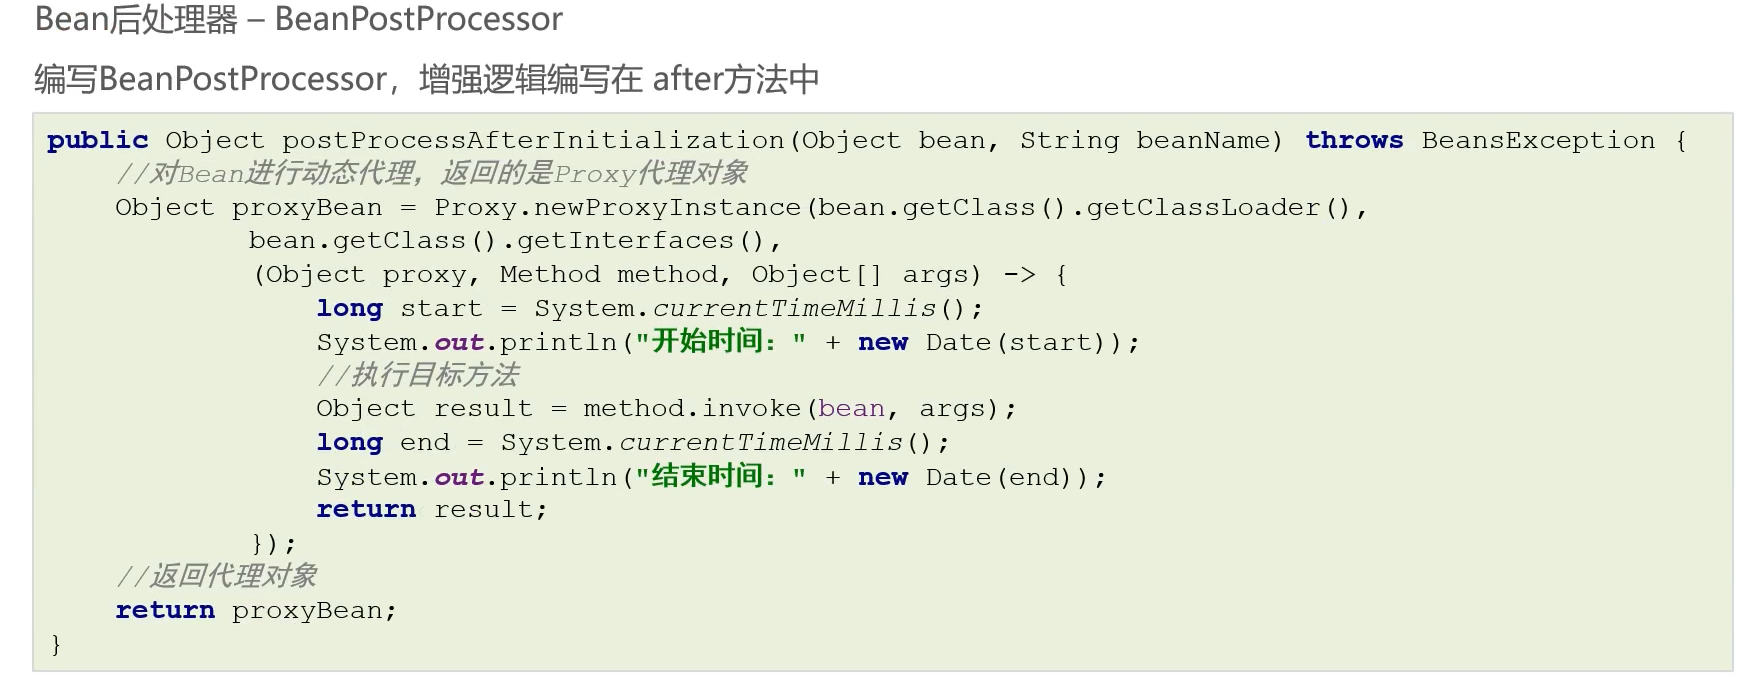 Bean后处理器 – BeanPostProcessor
编写BeanPostProcessor，增强逻辑编写在 after方法中
public Object postProcessAfterInitialization(Object bean, String beanName) throws BeansException {
    //对Bean进行动态代理，返回的是Proxy代理对象
    Object proxyBean = Proxy.newProxyInstance(bean.getClass().getClassLoader(),
            bean.getClass().getInterfaces(),
            (Object proxy, Method method, Object[] args) -> {
                long start = System.currentTimeMillis();
                System.out.println("开始时间：" + new Date(start));
                //执行目标方法
                Object result = method.invoke(bean, args);
                long end = System.currentTimeMillis();
                System.out.println("结束时间：" + new Date(end));
                return result;
            });
    //返回代理对象
    return proxyBean;
}